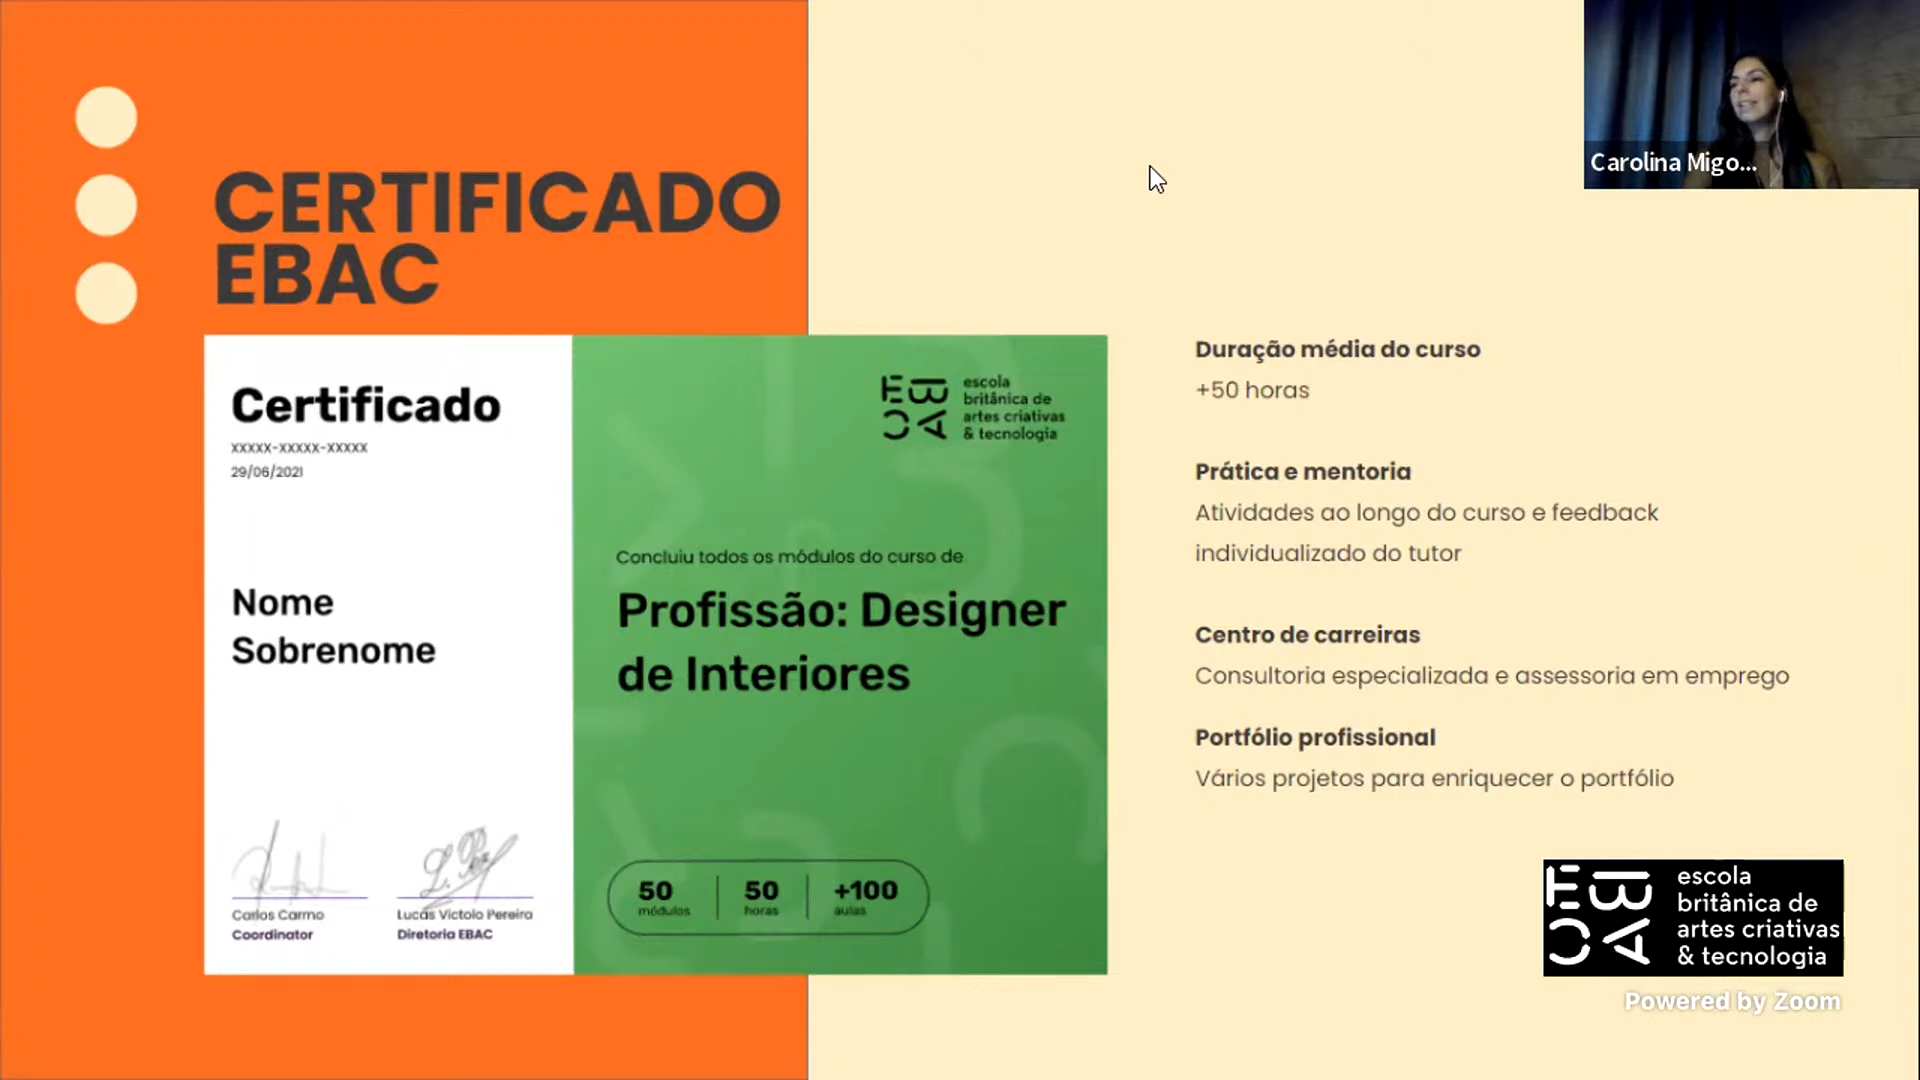 CERTIFICADO
EBAC
Certificado
XXXXX-XXXXX-XXXXX
29/06/2021
Nome
Sobrenome
Carlos Carmo
Coordinator
Lucas Victolo Pereira
Diretoria EBAC
escola
britânica de
artes criativas
& tecnologia
Concluiu todos os módulos do curso de
Profissão: Designer
de Interiores
50
módulos
50
horas
+100
aulas
Carolina Migo...
Duração média do curso
+50 horas
Prática e mentoria
Atividades ao longo do curso e feedback
individualizado do tutor
Centro de carreiras
Consultoria especializada e assessoria em emprego
Portfólio profissional
Vários projetos para enriquecer o portfólio
EBAC
escola
britânica de
artes criativas
& tecnologia
Powered by Zoom